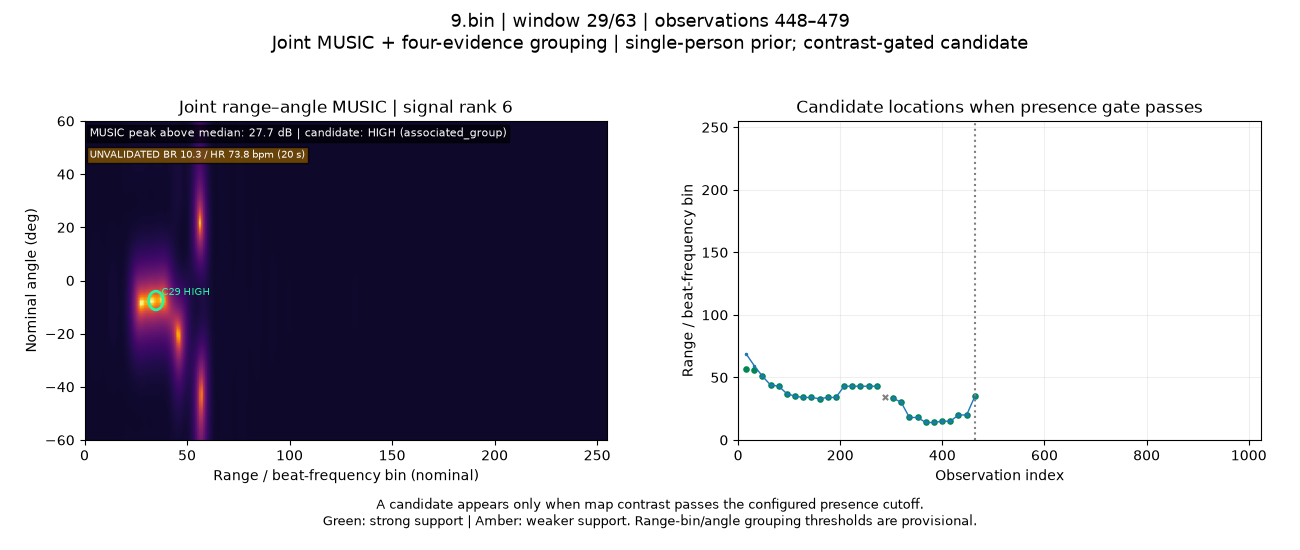 9.bin | window 29/63 | observations 448–479
Joint MUSIC + four-evidence grouping | single-person prior; contrast-gated candidate
Joint range–angle MUSIC | signal rank 6
MUSIC peak above median: 27.7 dB | candidate: HIGH (associated_group)
UNVALIDATED BR 10.3 / HR 73.8 bpm (20 s)
C29 HIGH
60
40
20
0
−20
−40
−60
Nominal angle (deg)
0
50
100
150
200
250
Range / beat-frequency bin (nominal)
Candidate locations when presence gate passes
250
200
150
100
50
0
Range / beat-frequency bin
0
200
400
600
800
1000
Observation index
A candidate appears only when map contrast passes the configured presence cutoff.
Green: strong support | Amber: weaker support. Range-bin/angle grouping thresholds are provisional.